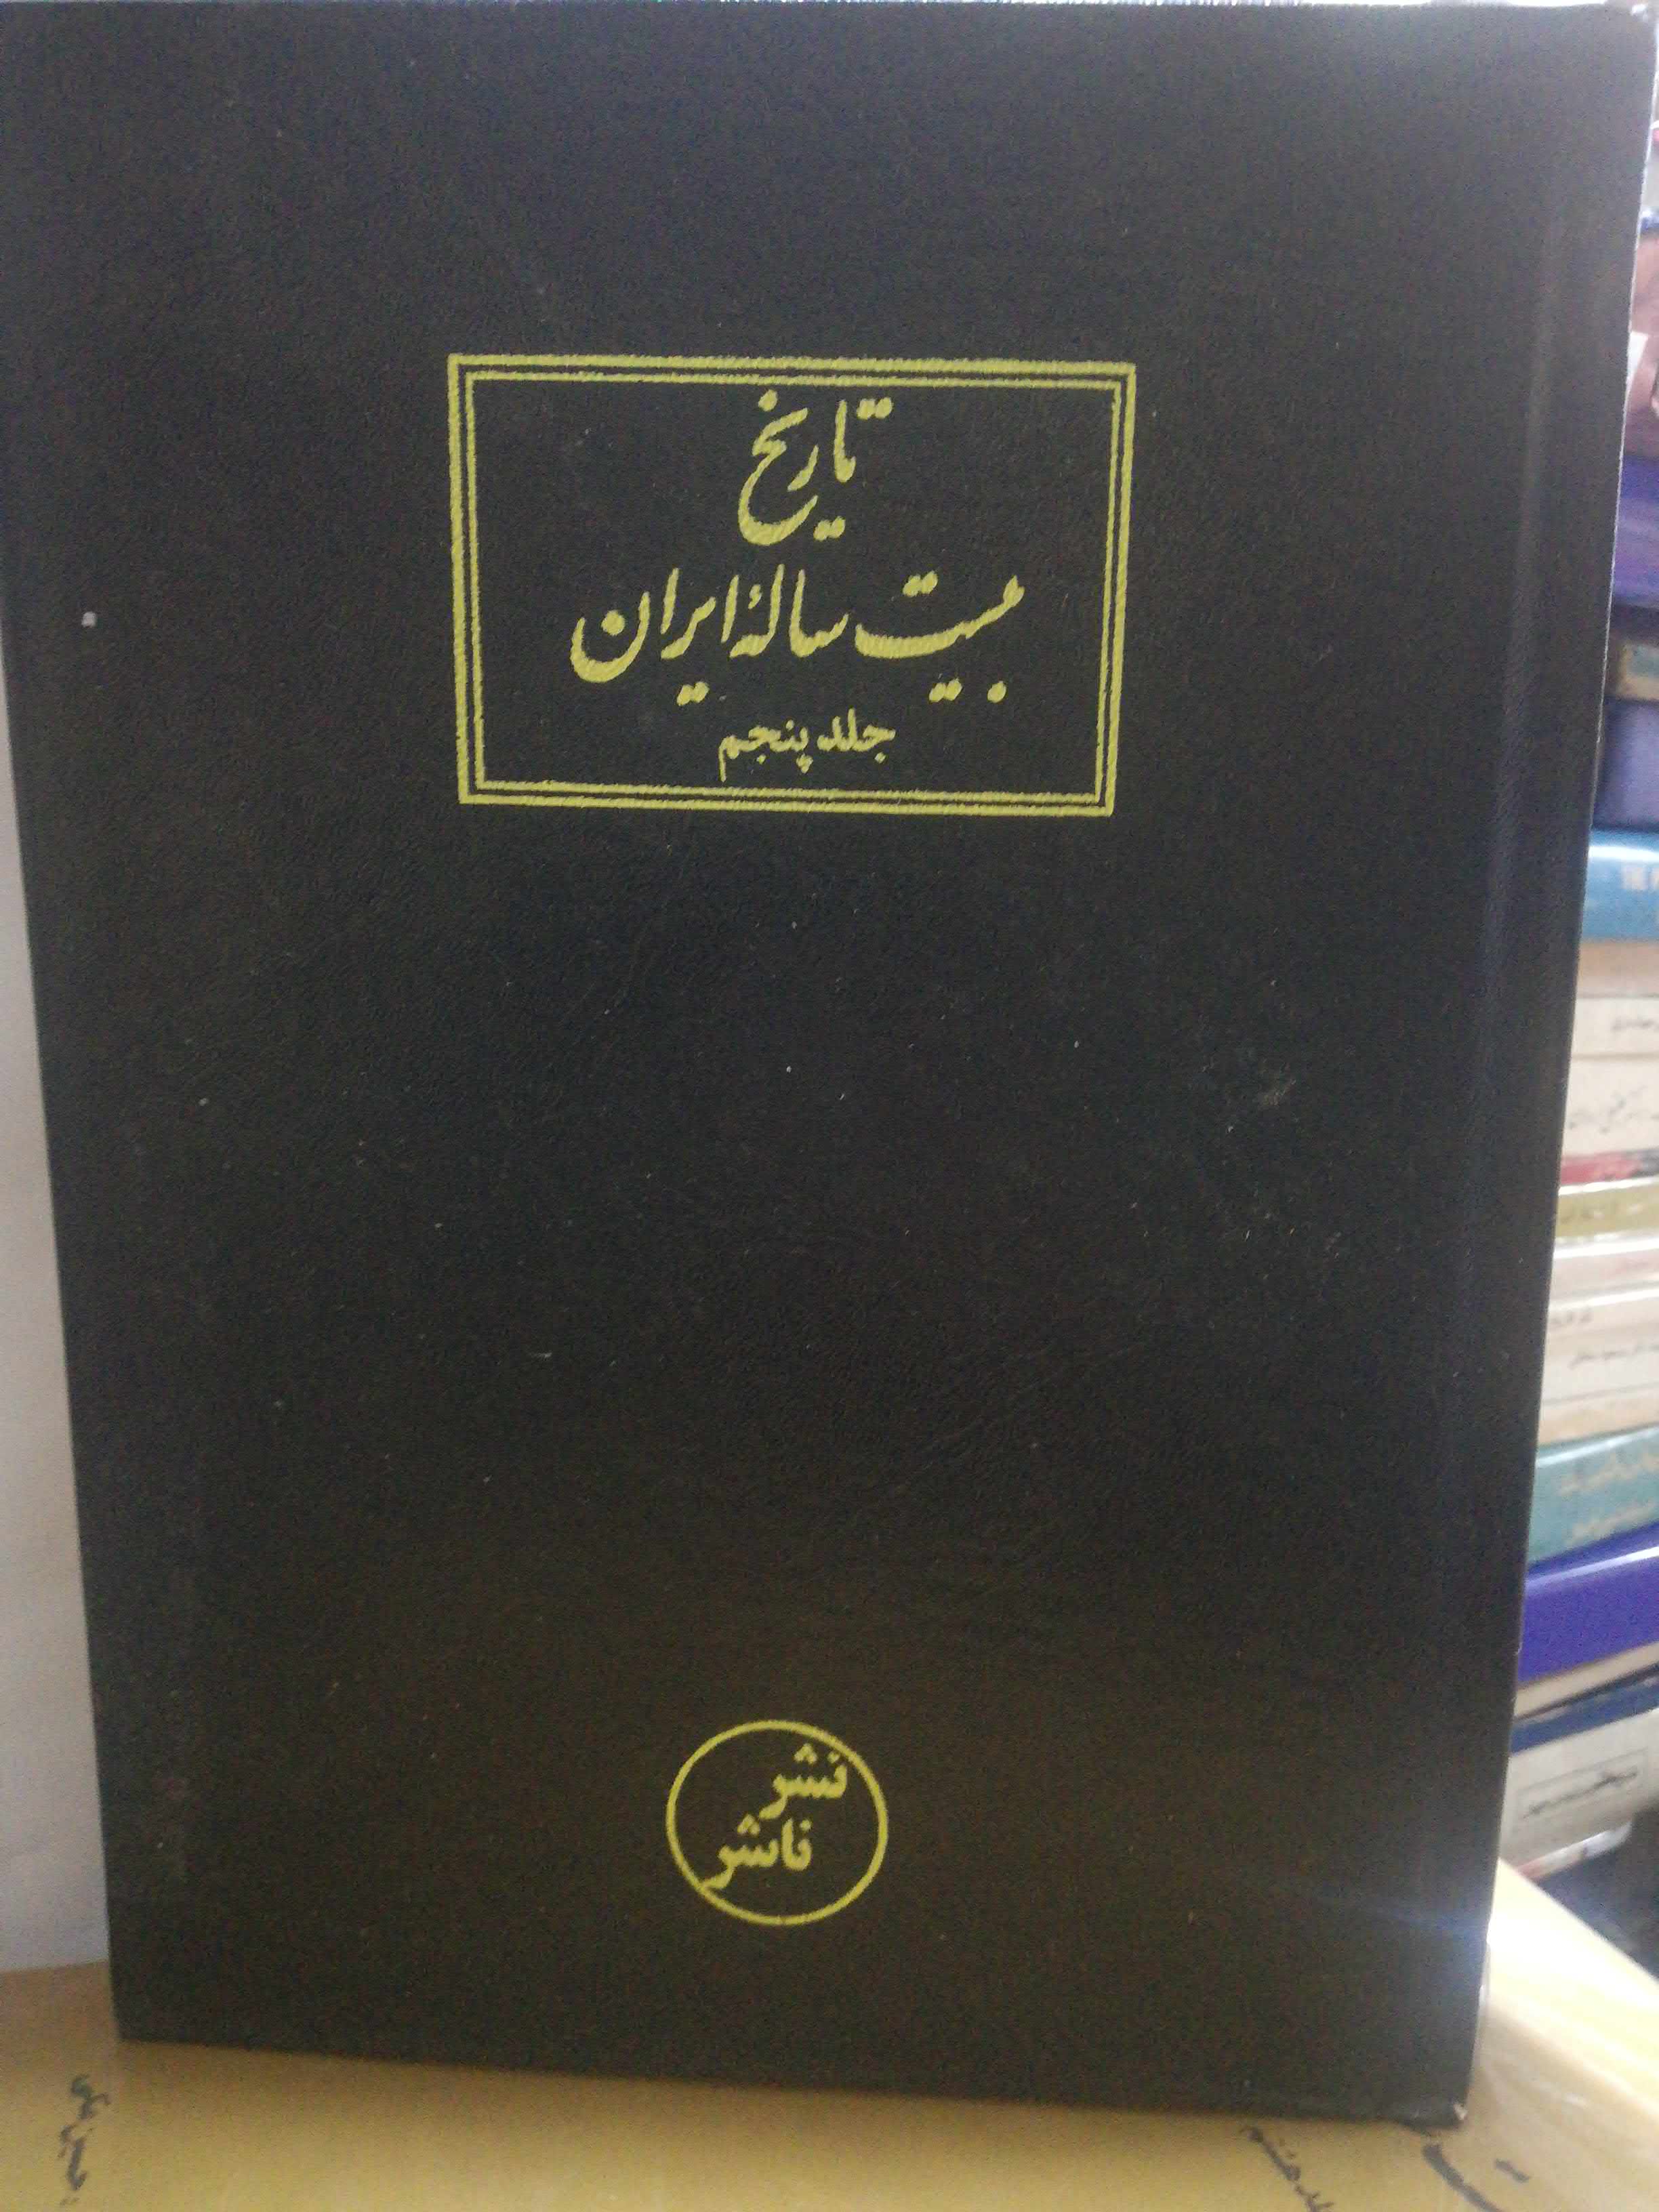 تاریخ
بیست سالهٔ ایران
جلد پنجم
نشر
ناشر